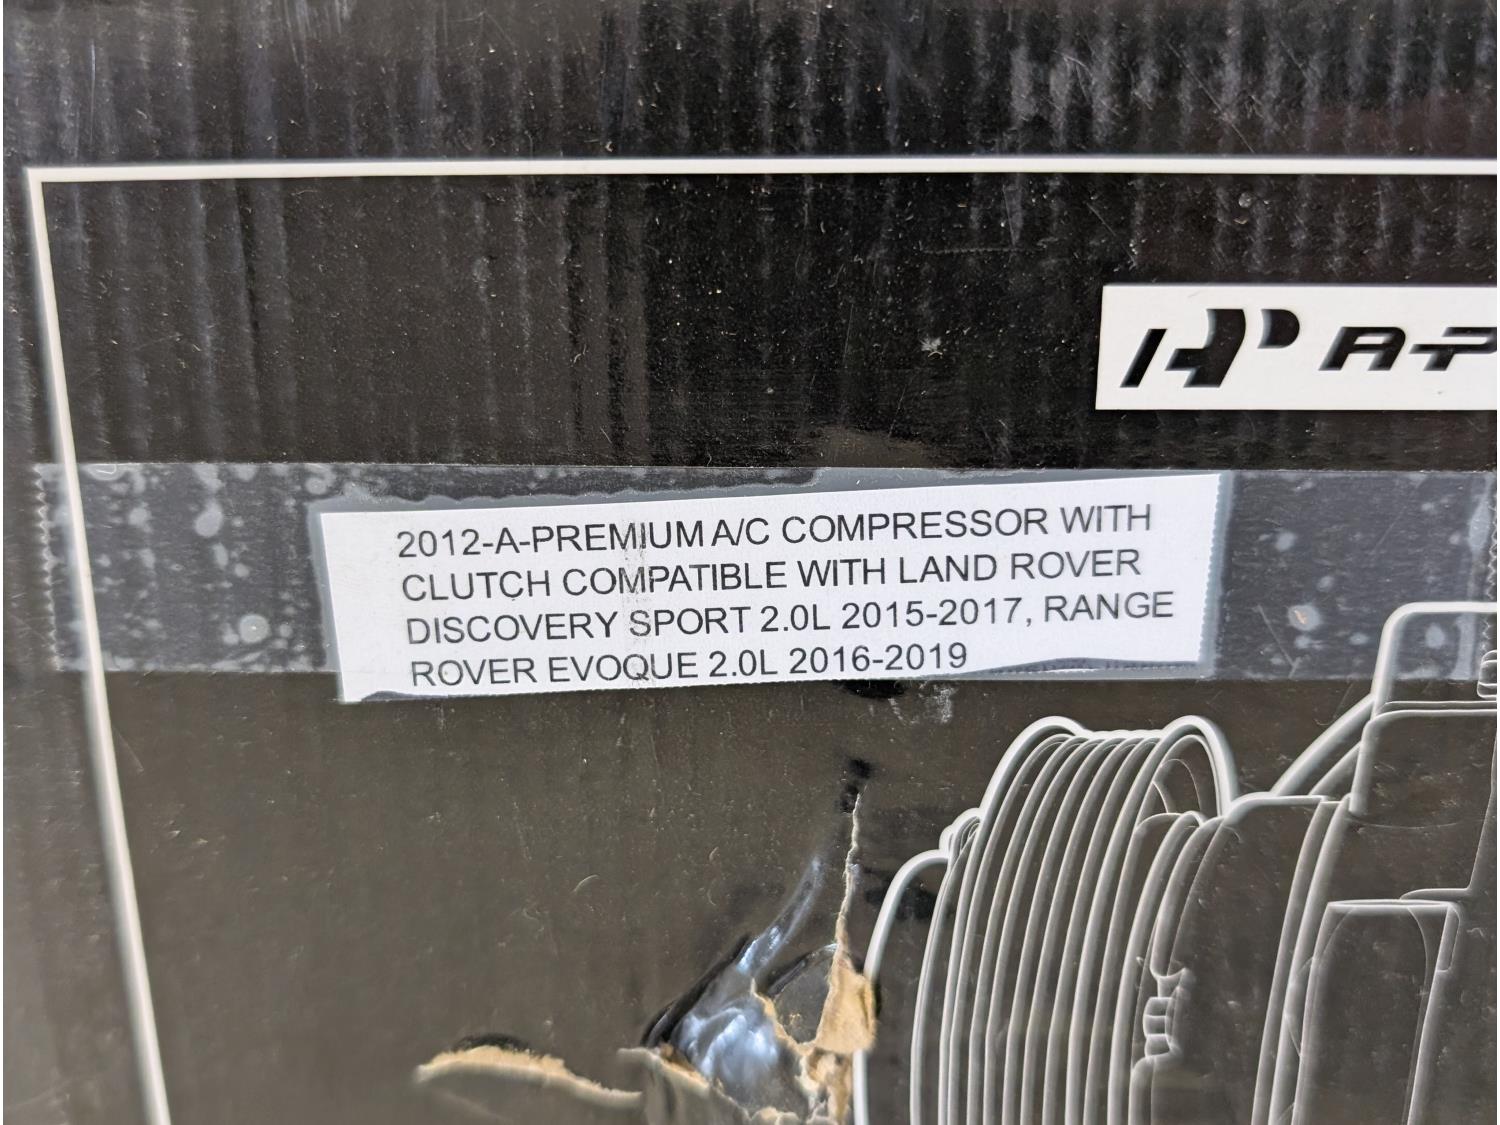 A-P
2012-A-PREMIUM A/C COMPRESSOR WITH
CLUTCH COMPATIBLE WITH LAND ROVER
DISCOVERY SPORT 2.0L 2015-2017, RANGE
ROVER EVOQUE 2.0L 2016-2019